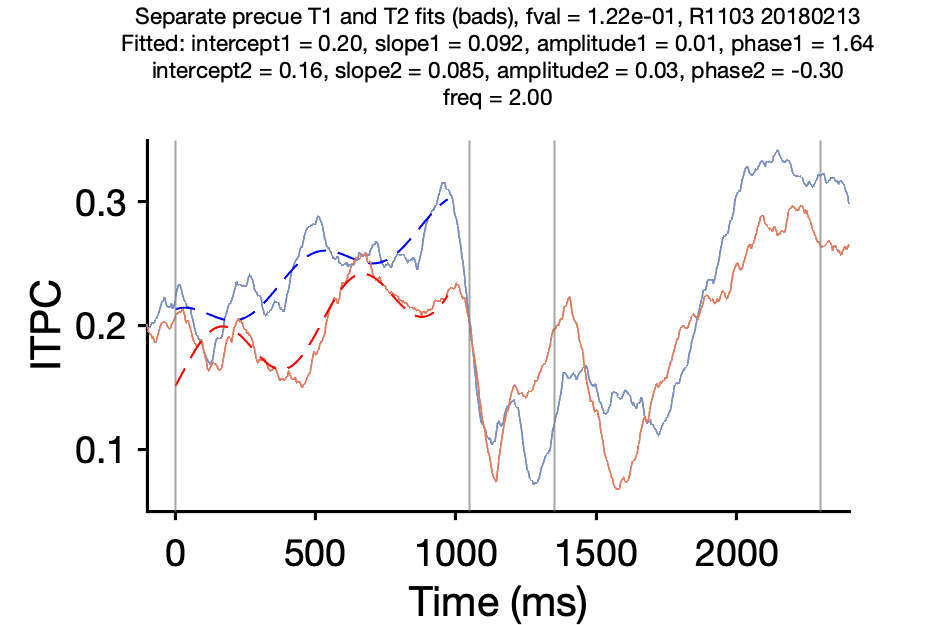 Separate precue T1 and T2 fits (bads), fval = 1.22e-01, R1103 20180213
Fitted: intercept1 = 0.20, slope1 = 0.092, amplitude1 = 0.01, phase1 = 1.64
intercept2 = 0.16, slope2 = 0.085, amplitude2 = 0.03, phase2 = -0.30
freq = 2.00
0.3
0.2
0.1
ITPC
0 500 1000 1500 2000
Time (ms)